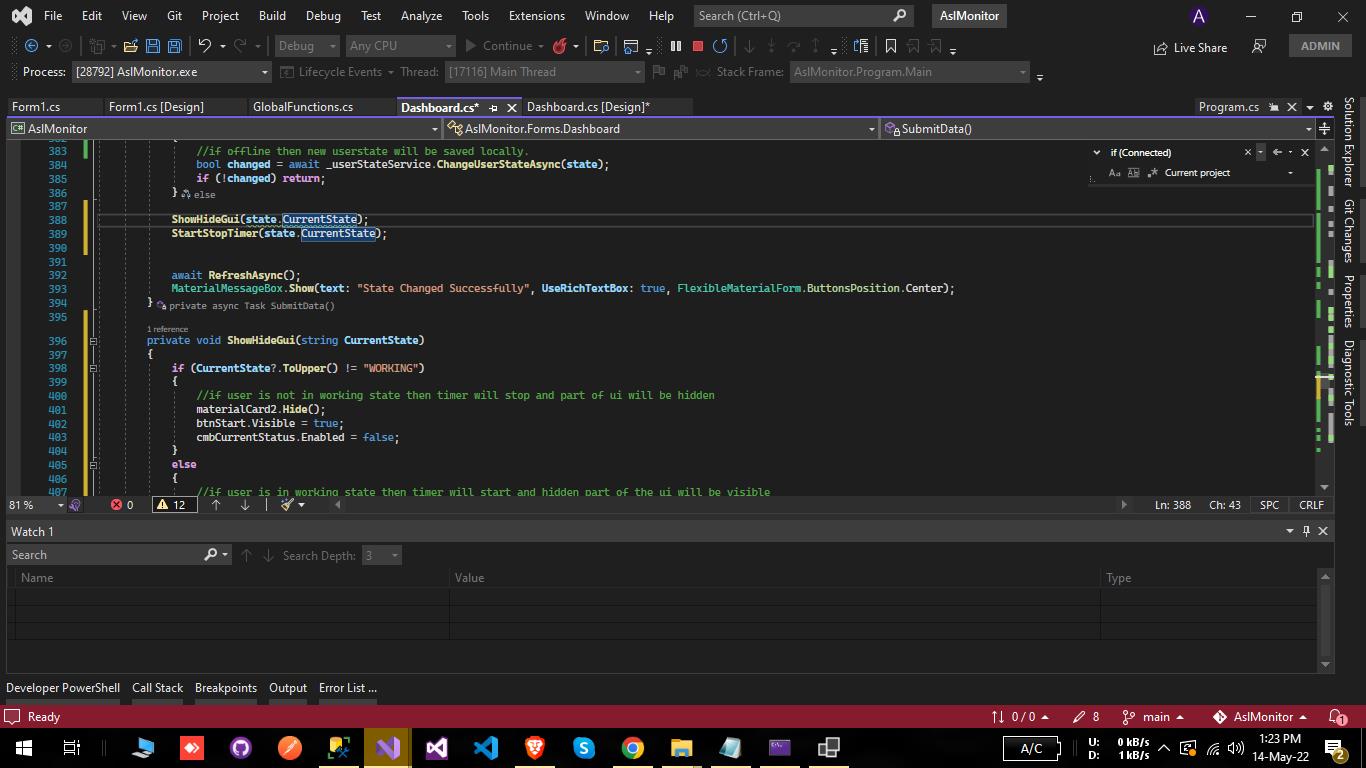 File Edit View Git Project Build Debug Test Analyze Tools Extensions Window Help Search (Ctrl+Q) AslMonitor A
Debug Any CPU Continue Live Share ADMIN
Process: [28792] AslMonitor.exe Lifecycle Events Thread: [17116] Main Thread Stack Frame: AslMonitor.Program.Main
Form1.cs Form1.cs [Design] GlobalFunctions.cs Dashboard.cs* Dashboard.cs [Design]* Program.cs
C# AslMonitor AslMonitor.Forms.Dashboard SubmitData()
382 {
383 //if offline then new userstate will be saved locally.
384 bool changed = await _userStateService.ChangeUserStateAsync(state);
385 if (!changed) return;
386 } else
387
388 ShowHideGui(state.CurrentState);
389 StartStopTimer(state.CurrentState);
390
391
392 await RefreshAsync();
393 MaterialMessageBox.Show(text: "State Changed Successfully", UseRichTextBox: true, FlexibleMaterialForm.ButtonsPosition.Center);
394 } private async Task SubmitData()
395
1 reference
396 private void ShowHideGui(string CurrentState)
397 {
398 if (CurrentState?.ToUpper() != "WORKING")
399 {
400 //if user is not in working state then timer will stop and part of ui will be hidden
401 materialCard2.Hide();
402 btnStart.Visible = true;
403 cmbCurrentStatus.Enabled = false;
404 }
405 else
406 {
407 //if user is in working state then timer will start and hidden part of the ui will be visible
if (Connected)
Aa Current project
Solution Explorer
Git Changes
Properties
Diagnostic Tools
81 % 0 12 Ln: 388 Ch: 43 SPC CRLF
Watch 1
Search Search Depth: 3
Name Value Type
Developer PowerShell Call Stack Breakpoints Output Error List ...
Ready 0 / 0 8 main AslMonitor 1
A/C U: 0 kB/s 1:23 PM
D: 1 kB/s 14-May-22 2